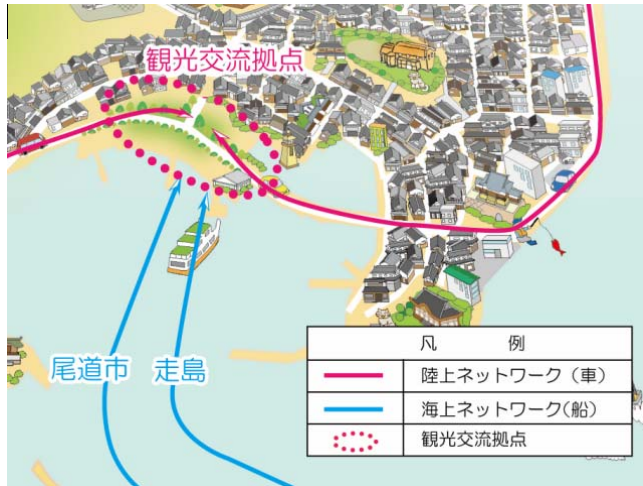 観光交流拠点
尾道市 走島
凡 例
陸上ネットワーク（車）
海上ネットワーク(船)
観光交流拠点